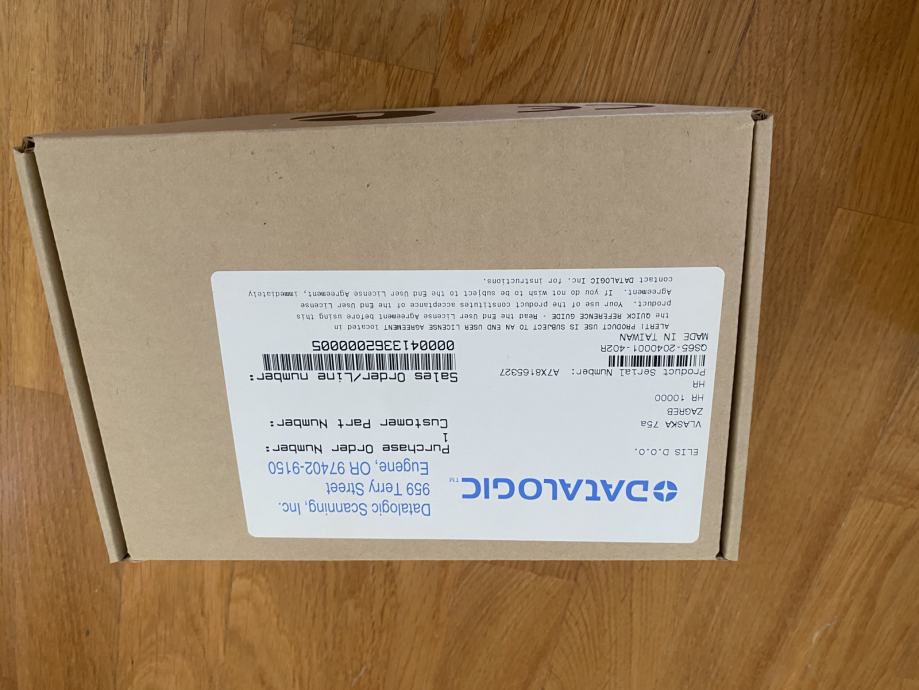 DATALOGIC™
Datalogic Scanning, Inc.
959 Terry Street
Eugene, OR 97402-9150
ELIS D.O.O.
VLASKA 75a
ZAGREB
HR 10000
HR
Purchase Order Number:
1
Customer Part Number:
Product Serial Number: A7X8165327
QS65-2040001-402R
MADE IN TAIWAN
Sales Order/Line number:
00004133620000005
ALERT! PRODUCT USE IS SUBJECT TO AN END USER LICENSE AGREEMENT located in
the QUICK REFERENCE GUIDE - Read the End User License Agreement before using this
product. Your use of the product constitutes acceptance of the End User License
Agreement. If you do not wish to be subject to the End User License Agreement, immediately
contact DATALOGIC Inc. for instructions.
CE